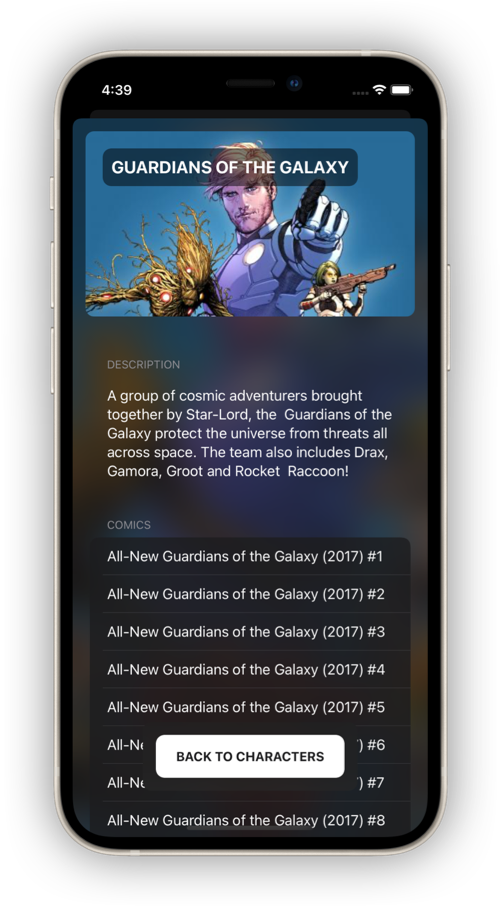 4:39
GUARDIANS OF THE GALAXY
DESCRIPTION
A group of cosmic adventurers brought
together by Star-Lord, the  Guardians of the
Galaxy protect the universe from threats all
across space. The team also includes Drax,
Gamora, Groot and Rocket  Raccoon!
COMICS
All-New Guardians of the Galaxy (2017) #1
All-New Guardians of the Galaxy (2017) #2
All-New Guardians of the Galaxy (2017) #3
All-New Guardians of the Galaxy (2017) #4
All-New Guardians of the Galaxy (2017) #5
All-Ne ) #6
BACK TO CHARACTERS
All-Ne ) #7
All-New Guardians of the Galaxy (2017) #8